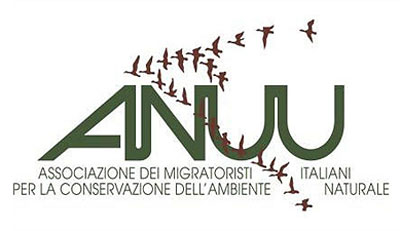 ANUU
ASSOCIAZIONE DEI MIGRATORISTI ITALIANI
PER LA CONSERVAZIONE DELL'AMBIENTE NATURALE